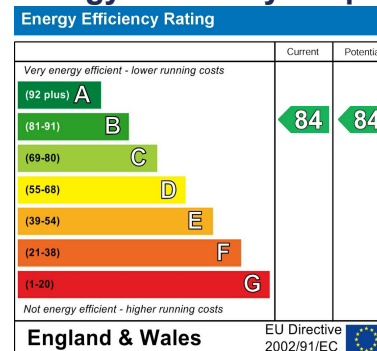 Energy Efficiency Rating
Current Potential
Very energy efficient - lower running costs
(92 plus) A
(81-91) B
84 84
(69-80) C
(55-68) D
(39-54) E
(21-38) F
(1-20) G
Not energy efficient - higher running costs
England & Wales
EU Directive
2002/91/EC